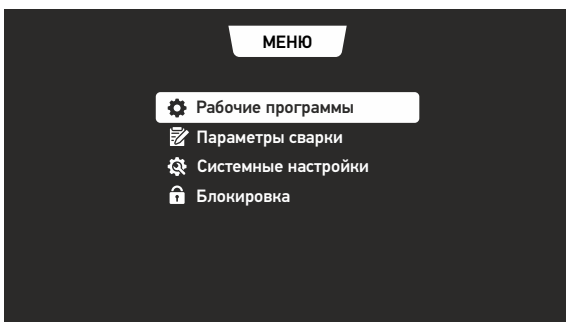 МЕНЮ
Рабочие программы
Параметры сварки
Системные настройки
Блокировка